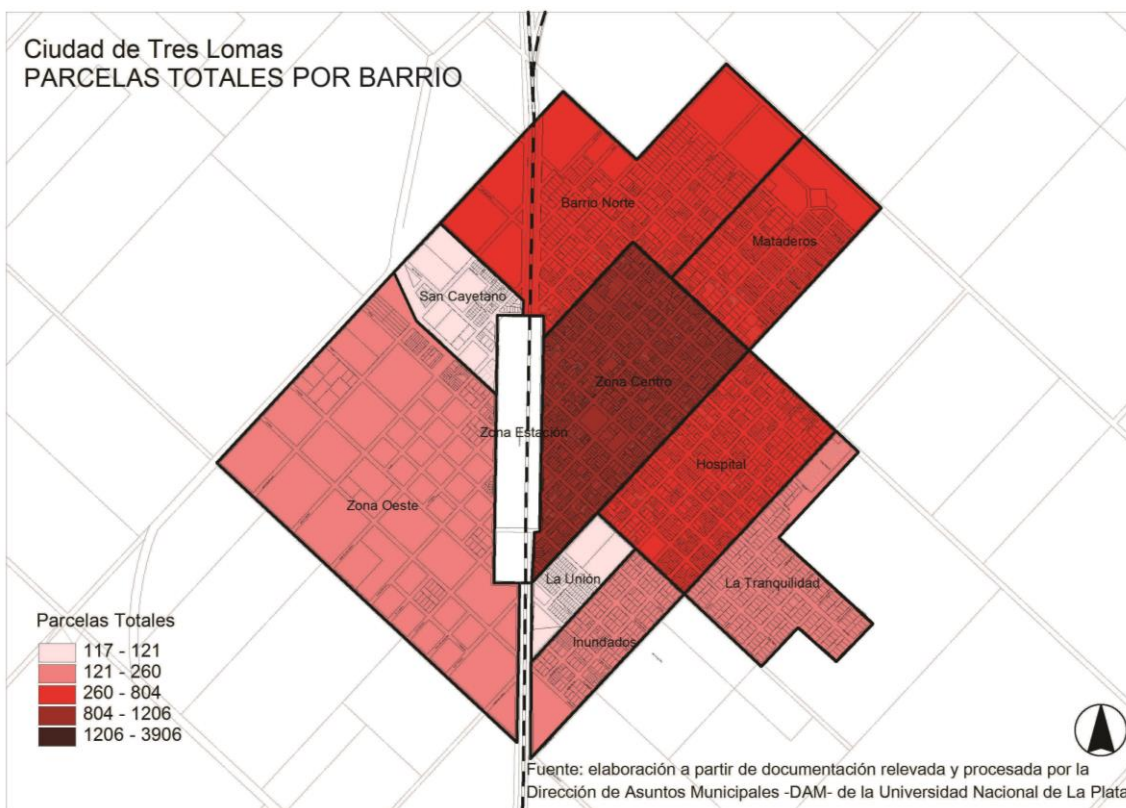 Ciudad de Tres Lomas
PARCELAS TOTALES POR BARRIO
Barrio Norte
Mataderos
San Cayetano
Zona Centro
Zona Estación
Hospital
Zona Oeste
La Unión
La Tranquilidad
Inundados
Parcelas Totales
117 - 121
121 - 260
260 - 804
804 - 1206
1206 - 3906
Fuente: elaboración a partir de documentación relevada y procesada por la
Dirección de Asuntos Municipales -DAM- de la Universidad Nacional de La Plata